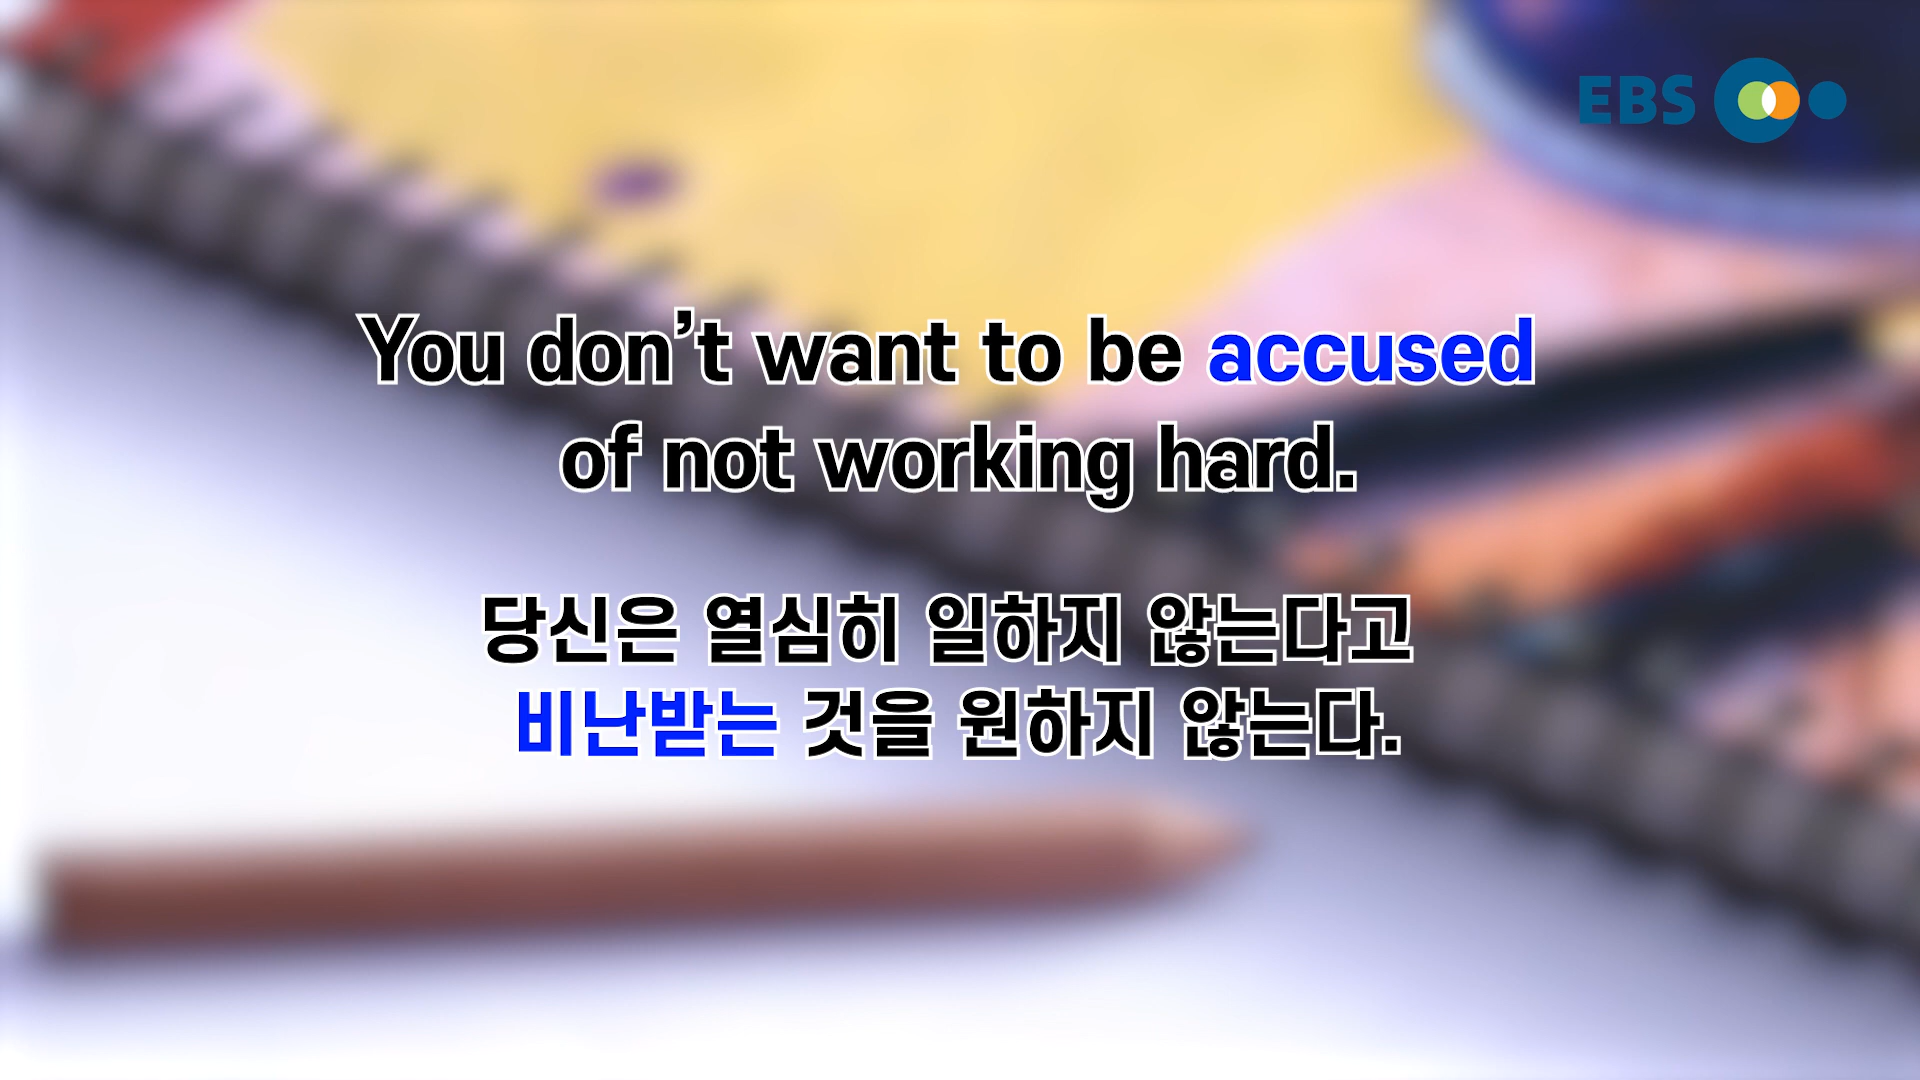 EBS
You don’t want to be accused
of not working hard.
당신은 열심히 일하지 않는다고
비난받는 것을 원하지 않는다.